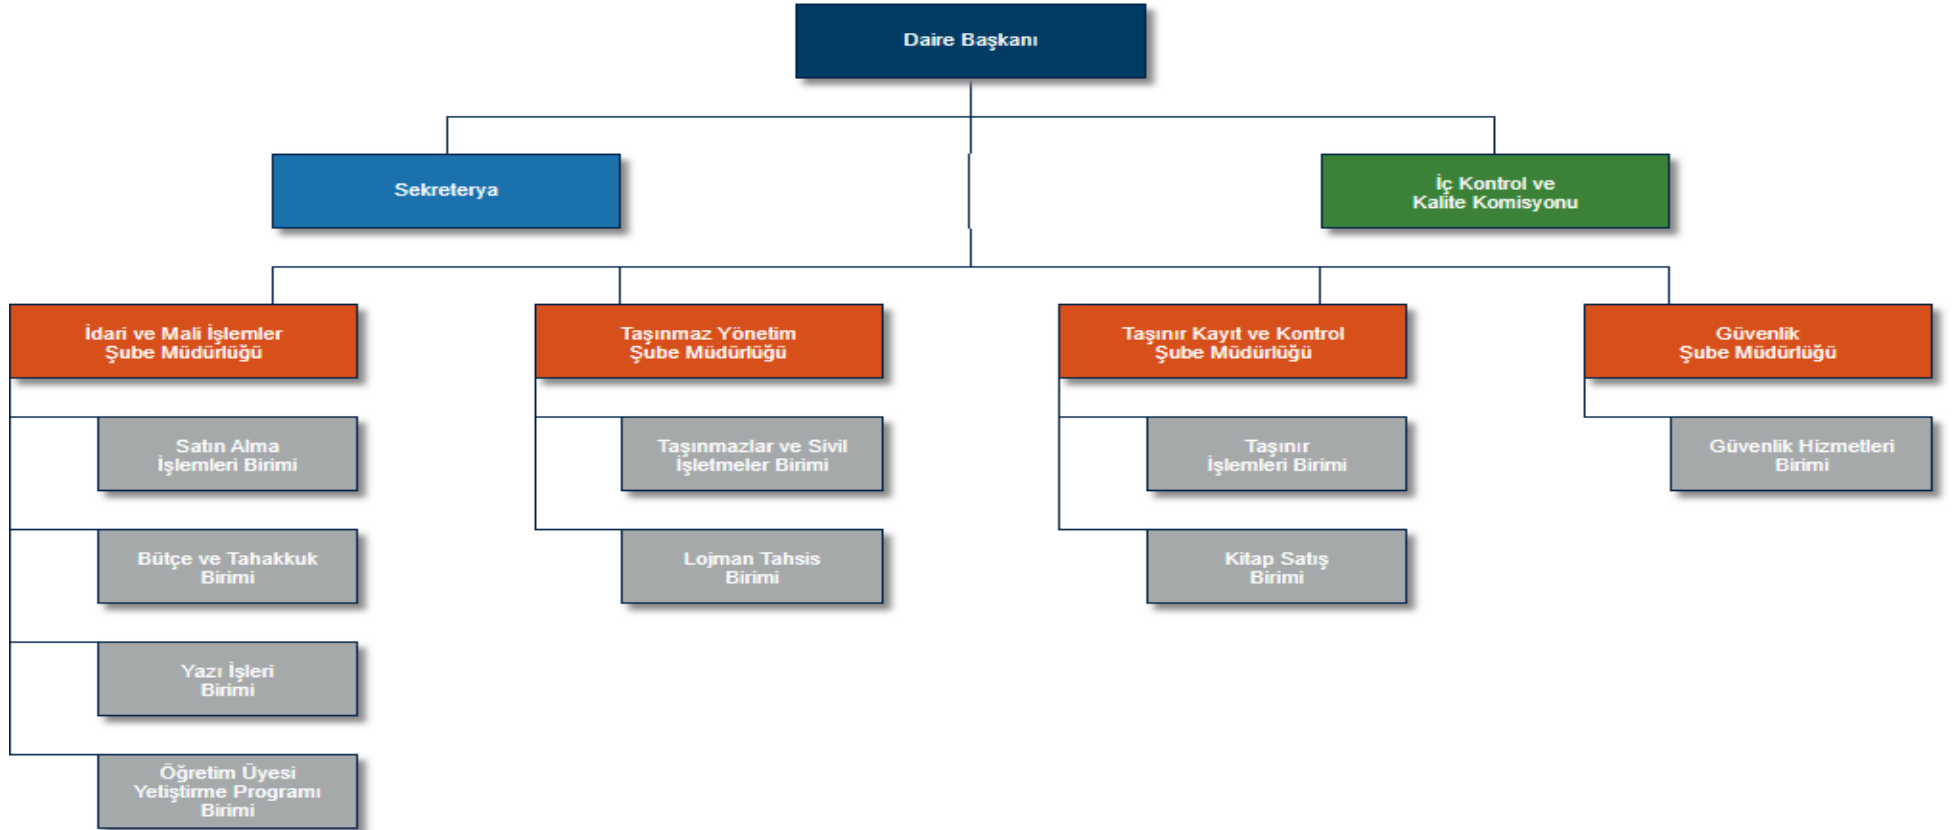 Daire Başkanı
Sekreterya
İç Kontrol ve
Kalite Komisyonu
İdari ve Mali İşlemler
Şube Müdürlüğü
Taşınmaz Yönetim
Şube Müdürlüğü
Taşınır Kayıt ve Kontrol
Şube Müdürlüğü
Güvenlik
Şube Müdürlüğü
Satın Alma
İşlemleri Birimi
Taşınmazlar ve Sivil
İşletmeler Birimi
Taşınır
İşlemleri Birimi
Güvenlik Hizmetleri
Birimi
Bütçe ve Tahakkuk
Birimi
Lojman Tahsis
Birimi
Kitap Satış
Birimi
Yazı İşleri
Birimi
Öğretim Üyesi
Yetiştirme Programı
Birimi